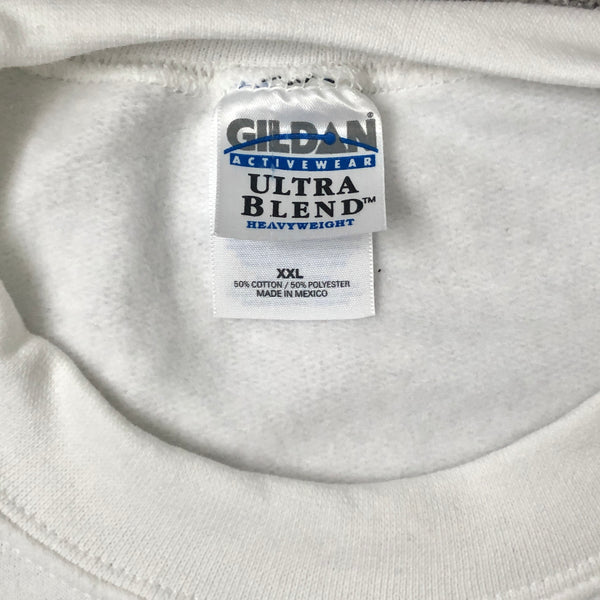 GILDAN®
ACTIVEWEAR
ULTRA
BLEND™
HEAVYWEIGHT
XXL
50% COTTON / 50% POLYESTER
MADE IN MEXICO